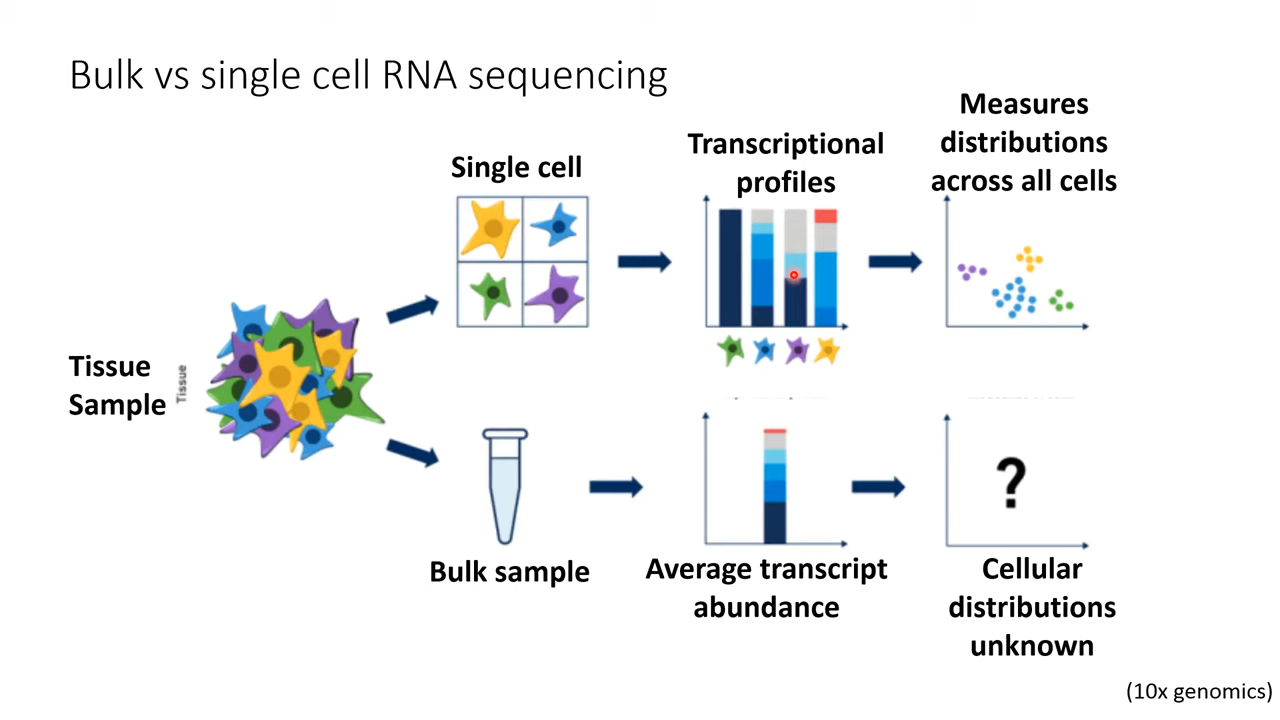 Bulk vs single cell RNA sequencing
Measures
distributions
across all cells
Transcriptional
profiles
Single cell
Tissue
Sample
Tissue
Bulk sample
Average transcript
abundance
?
Cellular
distributions
unknown
(10x genomics)